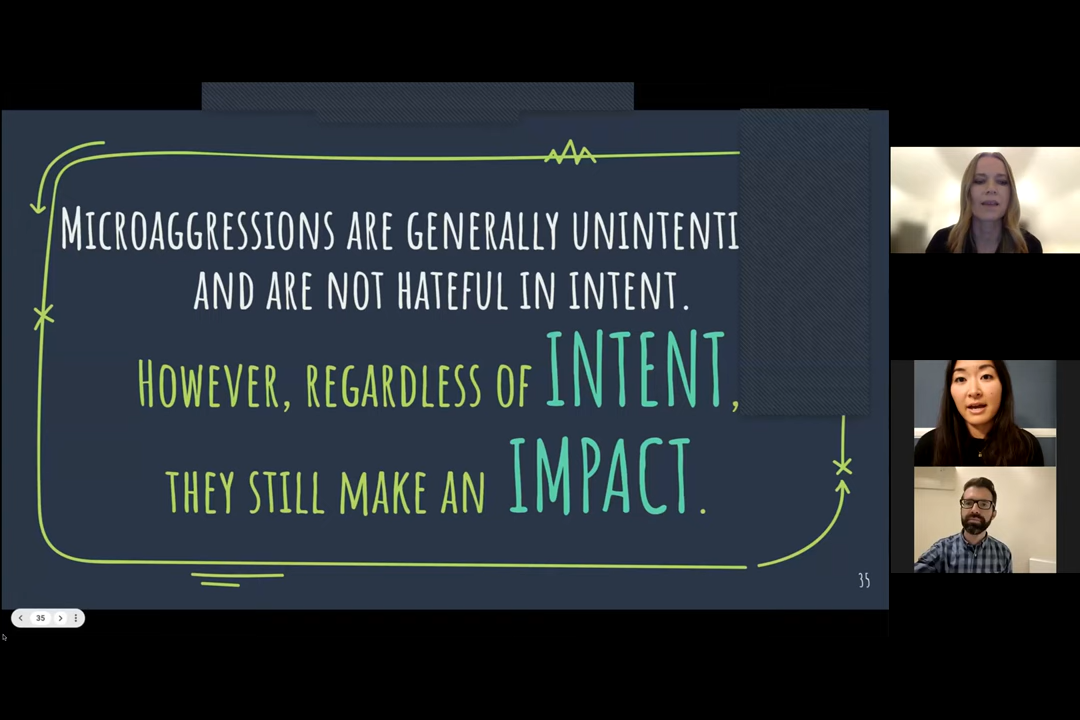 Microaggressions are generally unintenti
and are not hateful in intent.
However, regardless of INTENT,
they still make an IMPACT.
35
35